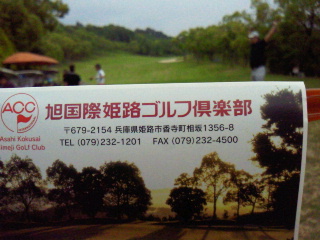 旭国際姫路ゴルフ倶楽部
〒679-2154 兵庫県姫路市香寺町相坂1356-8
TEL (079)232-1201 FAX (079)232-4500
ACC
Asahi Kokusai
imeji Golf Club